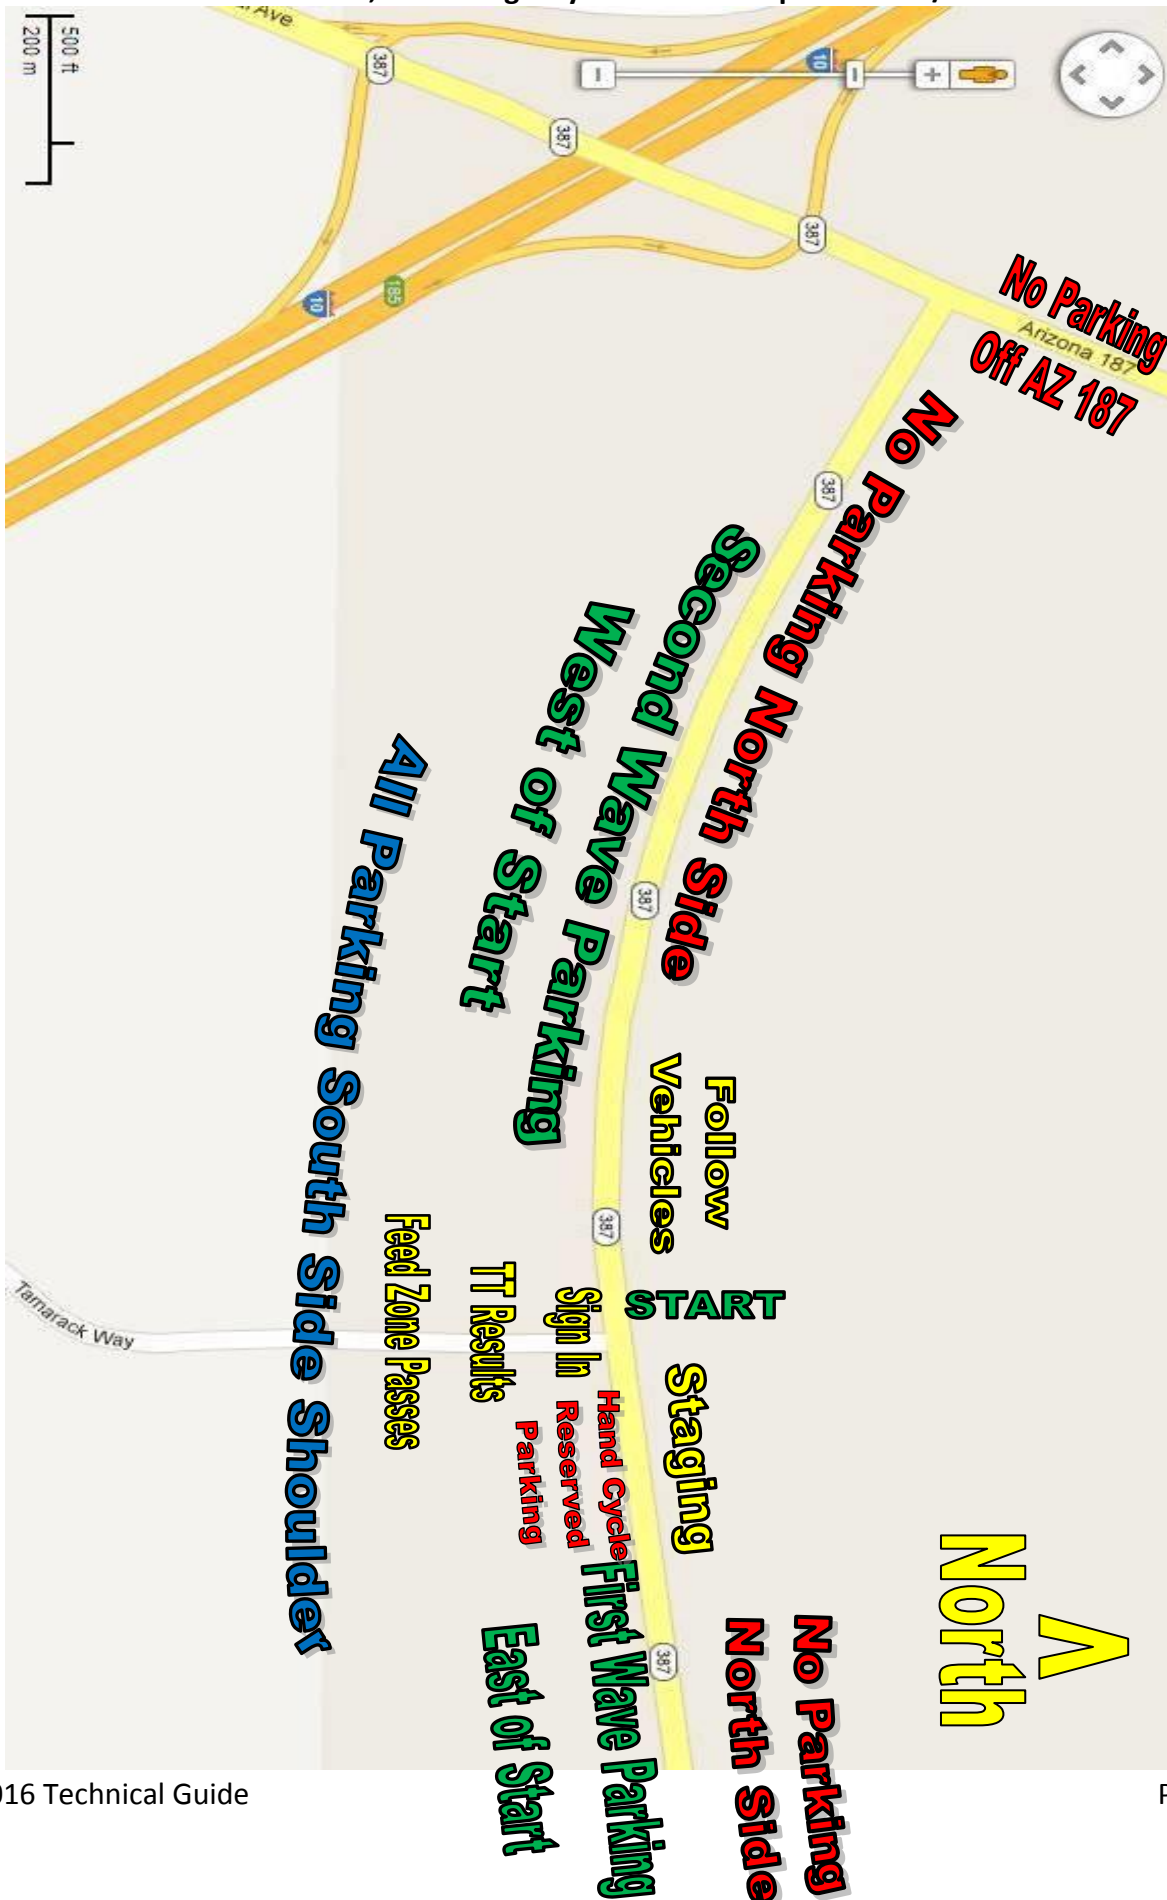 500 ft
200 m
Ave
387
10
387
387
No Parking
Arizona 187
Off AZ 187
10
185
No Parking North Side
387
Second Wave Parking
West of Start
387
All Parking South Side Shoulder
Follow
Vehicles
387
START
Sign In
TT Results
Feed Zone Passes
Tamarack Way
Staging
Hand Cycle
Reserved
Parking
First Wave Parking
East of Start
387
No Parking
North Side
<
North
016 Technical Guide
P